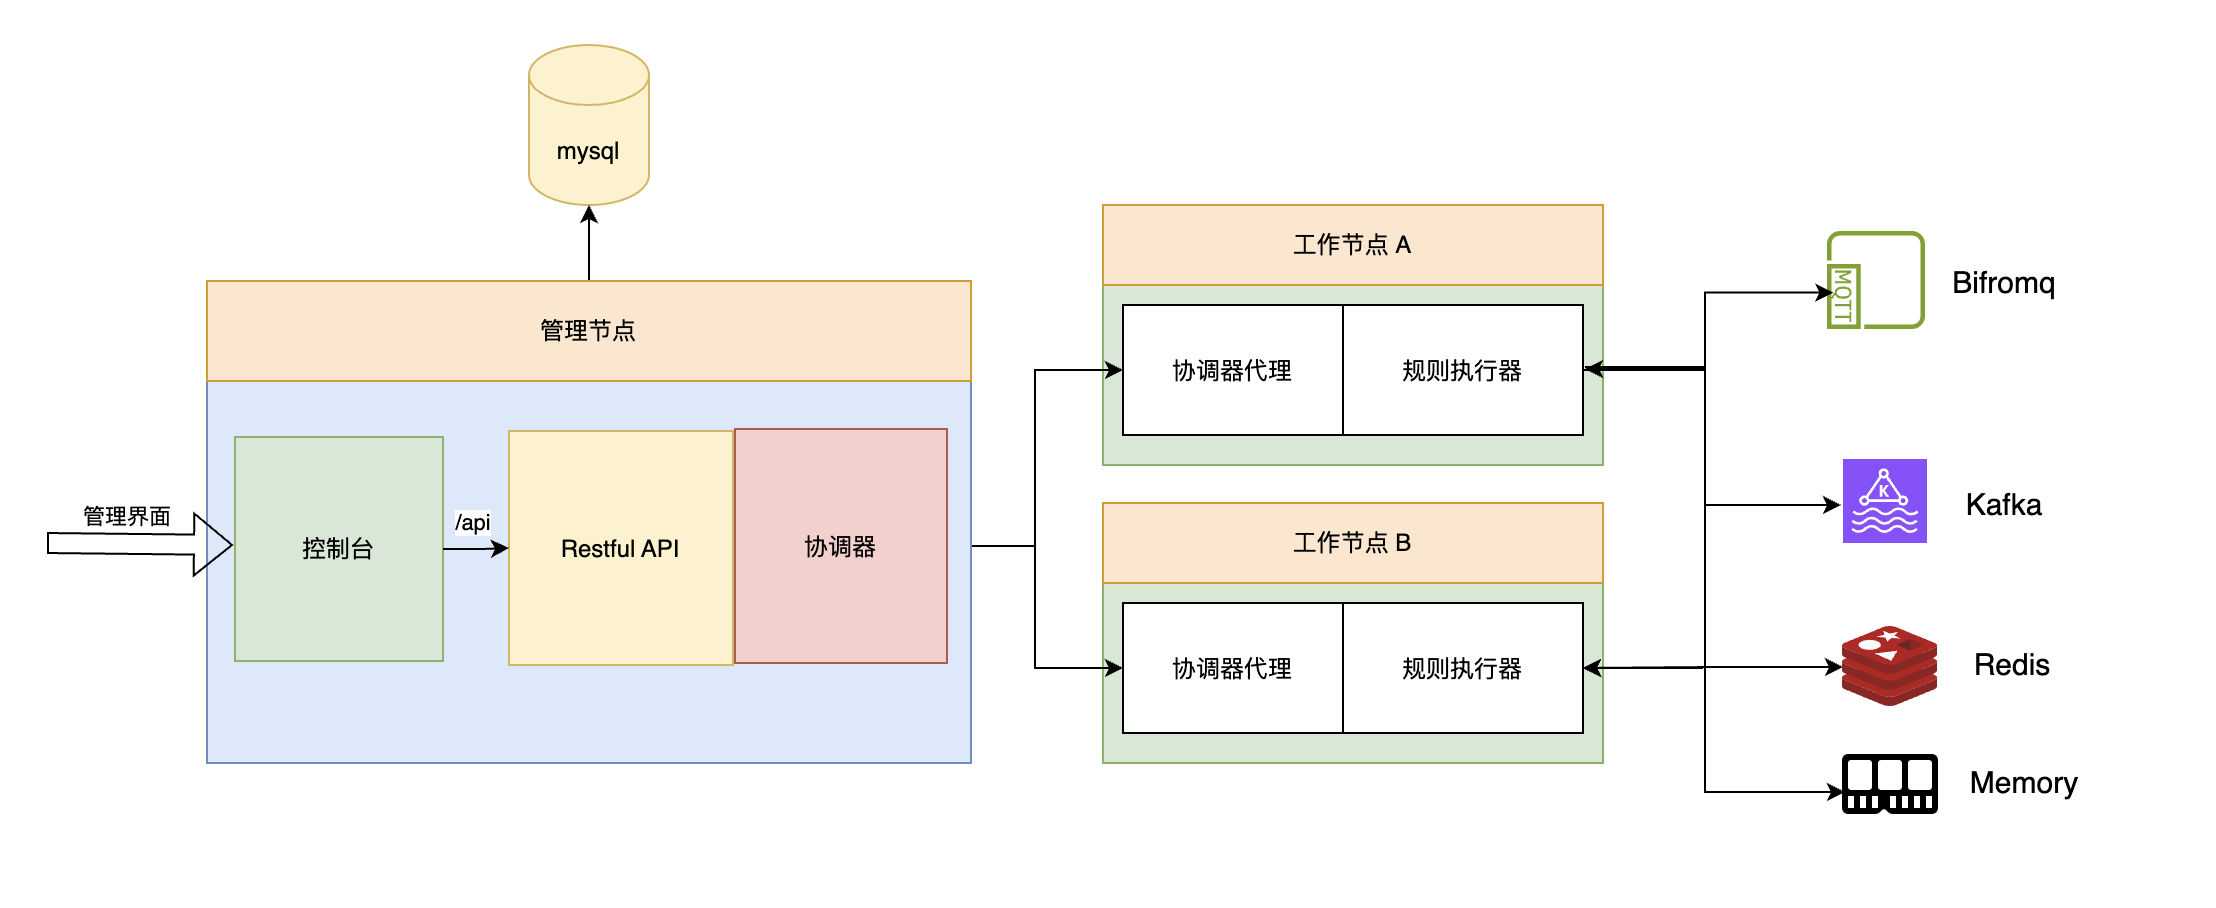 mysql
管理节点
管理界面
控制台
/api
Restful API
协调器
工作节点 A
协调器代理
规则执行器
工作节点 B
协调器代理
规则执行器
MQTT
Bifromq
K
Kafka
Redis
Memory